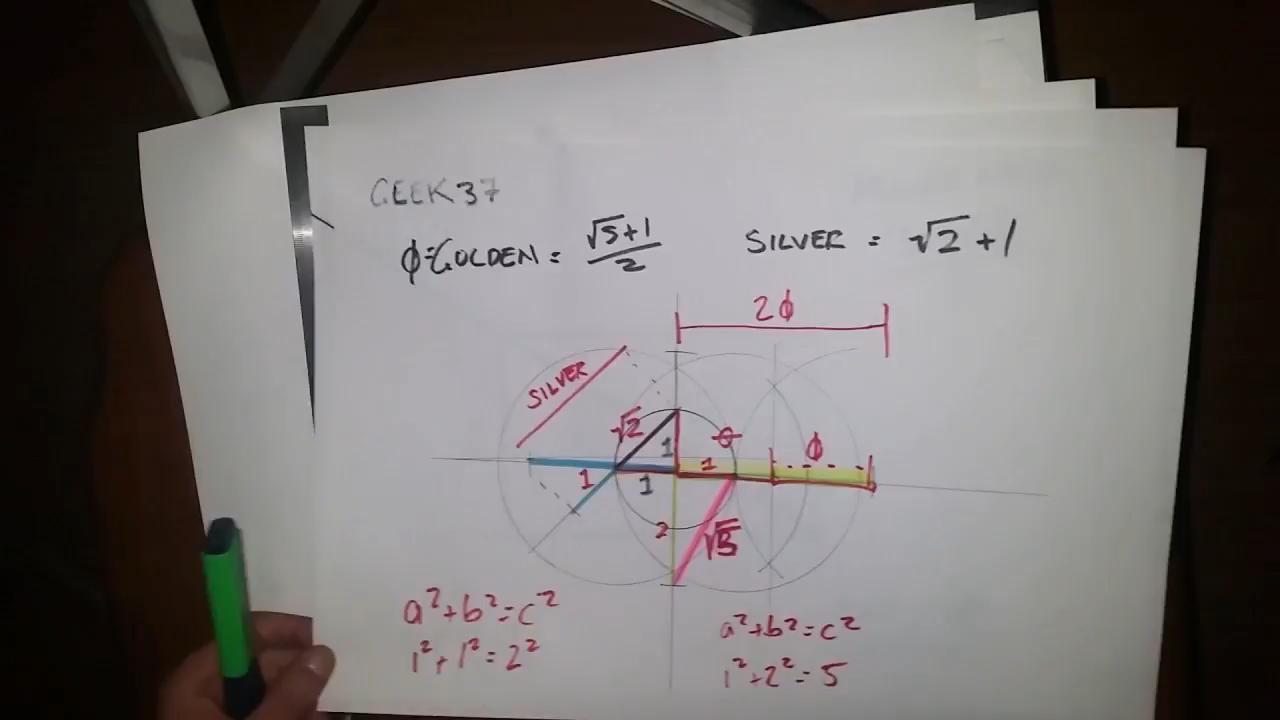 GEEK37
φ=GOLDEN = (√5+1)/2
SILVER = √2+1
2φ
SILVER
√2
1
θ
φ
1
1
1
2
√5
a²+b²=c²
1²+1²=2²
a²+b²=c²
1²+2²=5